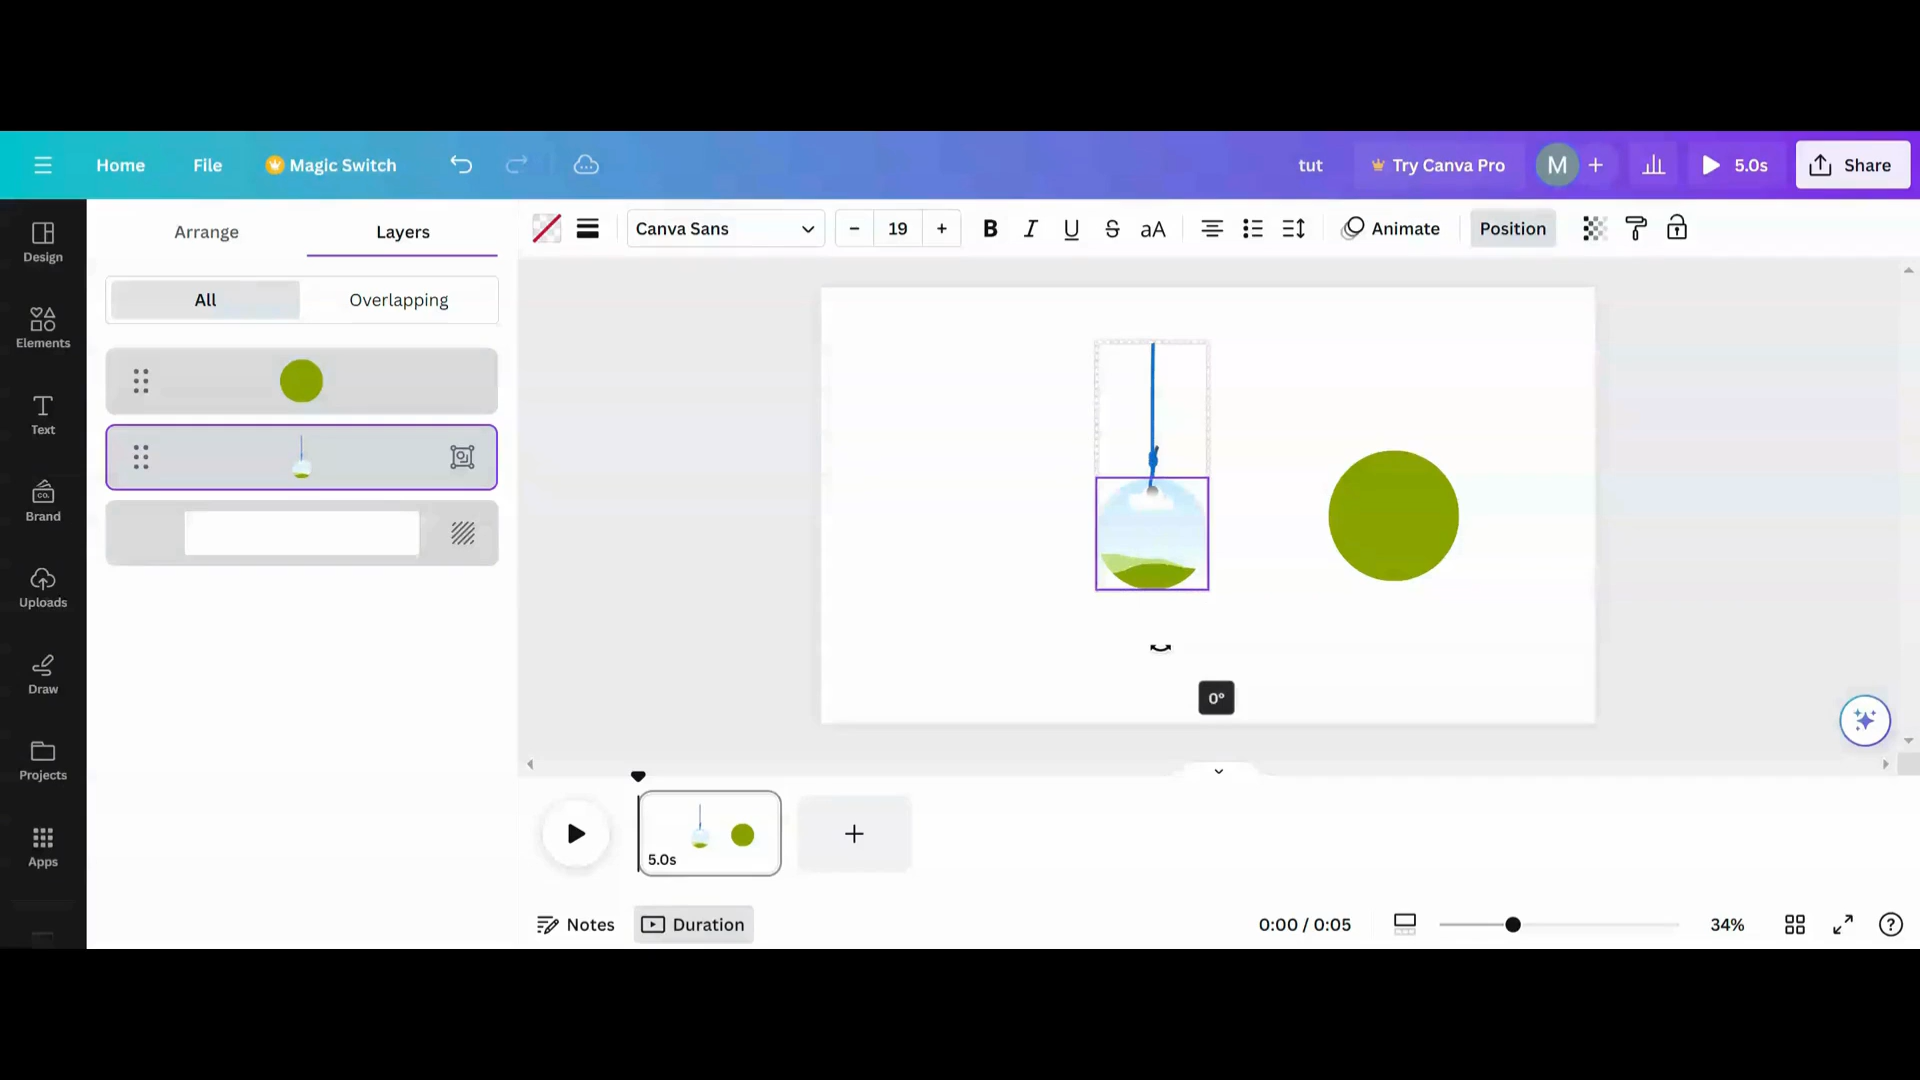 Home File Magic Switch tut Try Canva Pro M 5.0s Share
Arrange Layers Canva Sans 19 B I U S aA Animate Position
Design
All Overlapping
Elements
Text
CO.
Brand
Uploads
Draw
0°
Projects
5.0s
Apps
Notes Duration 0:00 / 0:05 34% ?